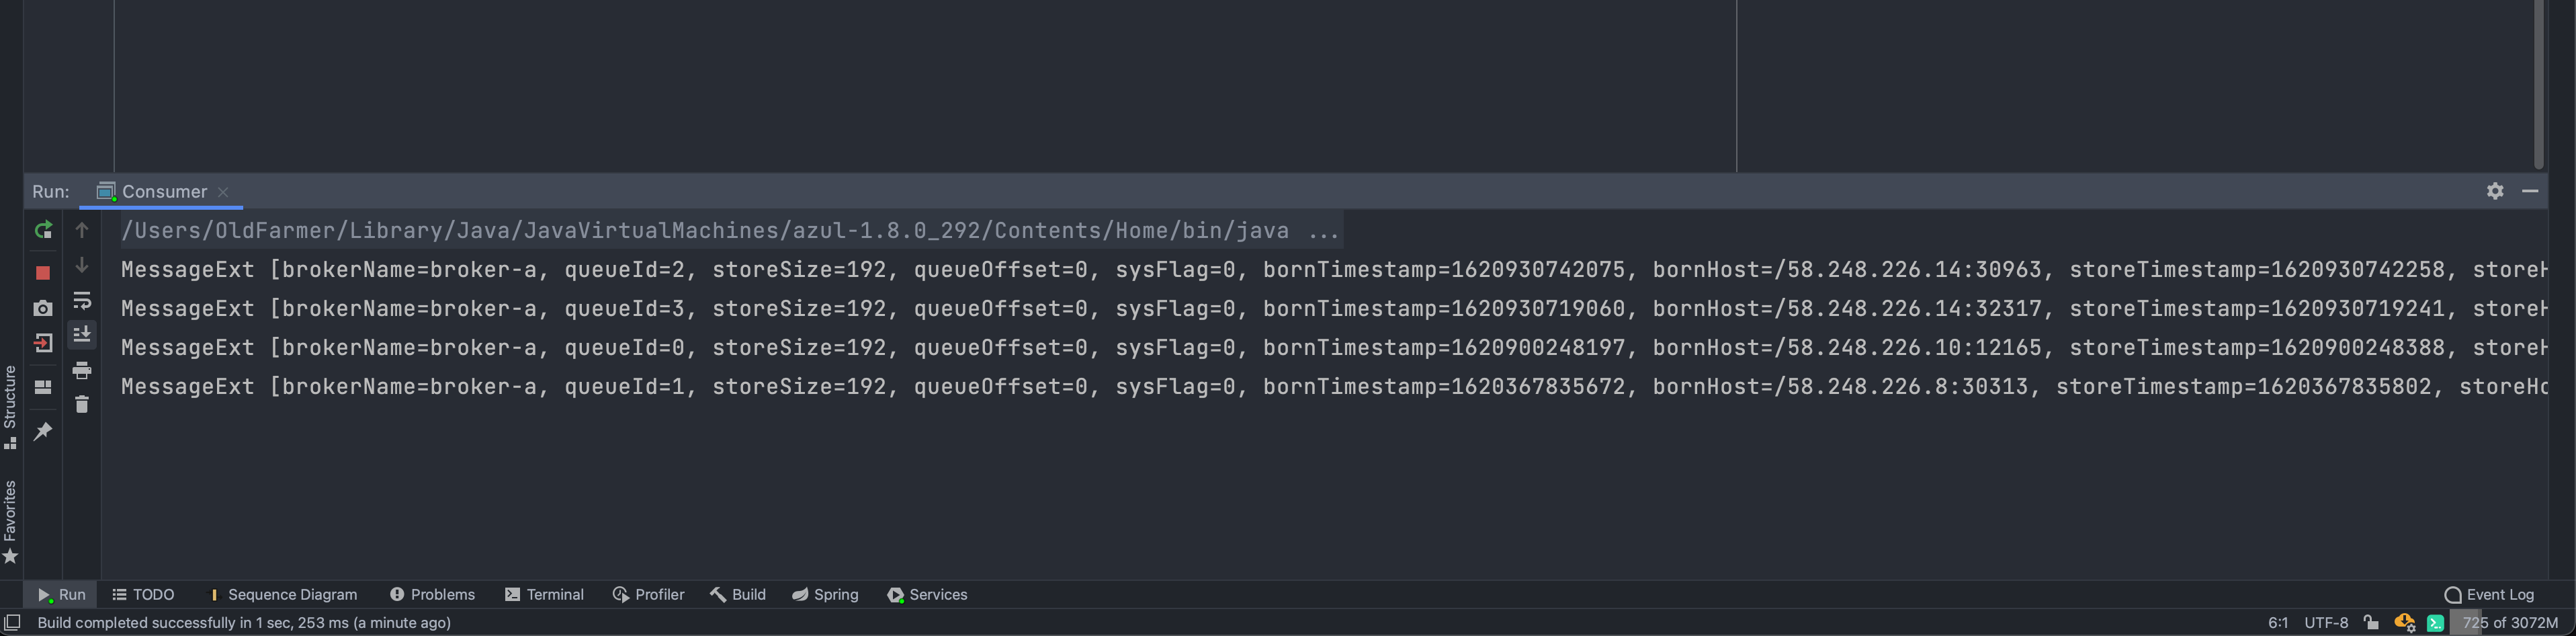 Run: Consumer
/Users/OldFarmer/Library/Java/JavaVirtualMachines/azul-1.8.0_292/Contents/Home/bin/java ...
MessageExt [brokerName=broker-a, queueId=2, storeSize=192, queueOffset=0, sysFlag=0, bornTimestamp=1620930742075, bornHost=/58.248.226.14:30963, storeTimestamp=1620930742258, storeH
MessageExt [brokerName=broker-a, queueId=3, storeSize=192, queueOffset=0, sysFlag=0, bornTimestamp=1620930719060, bornHost=/58.248.226.14:32317, storeTimestamp=1620930719241, storeH
MessageExt [brokerName=broker-a, queueId=0, storeSize=192, queueOffset=0, sysFlag=0, bornTimestamp=1620900248197, bornHost=/58.248.226.10:12165, storeTimestamp=1620900248388, storeH
MessageExt [brokerName=broker-a, queueId=1, storeSize=192, queueOffset=0, sysFlag=0, bornTimestamp=1620367835672, bornHost=/58.248.226.8:30313, storeTimestamp=1620367835802, storeHo
Structure
Favorites
Run TODO Sequence Diagram Problems Terminal Profiler Build Spring Services Event Log
Build completed successfully in 1 sec, 253 ms (a minute ago) 6:1 UTF-8 725 of 3072M